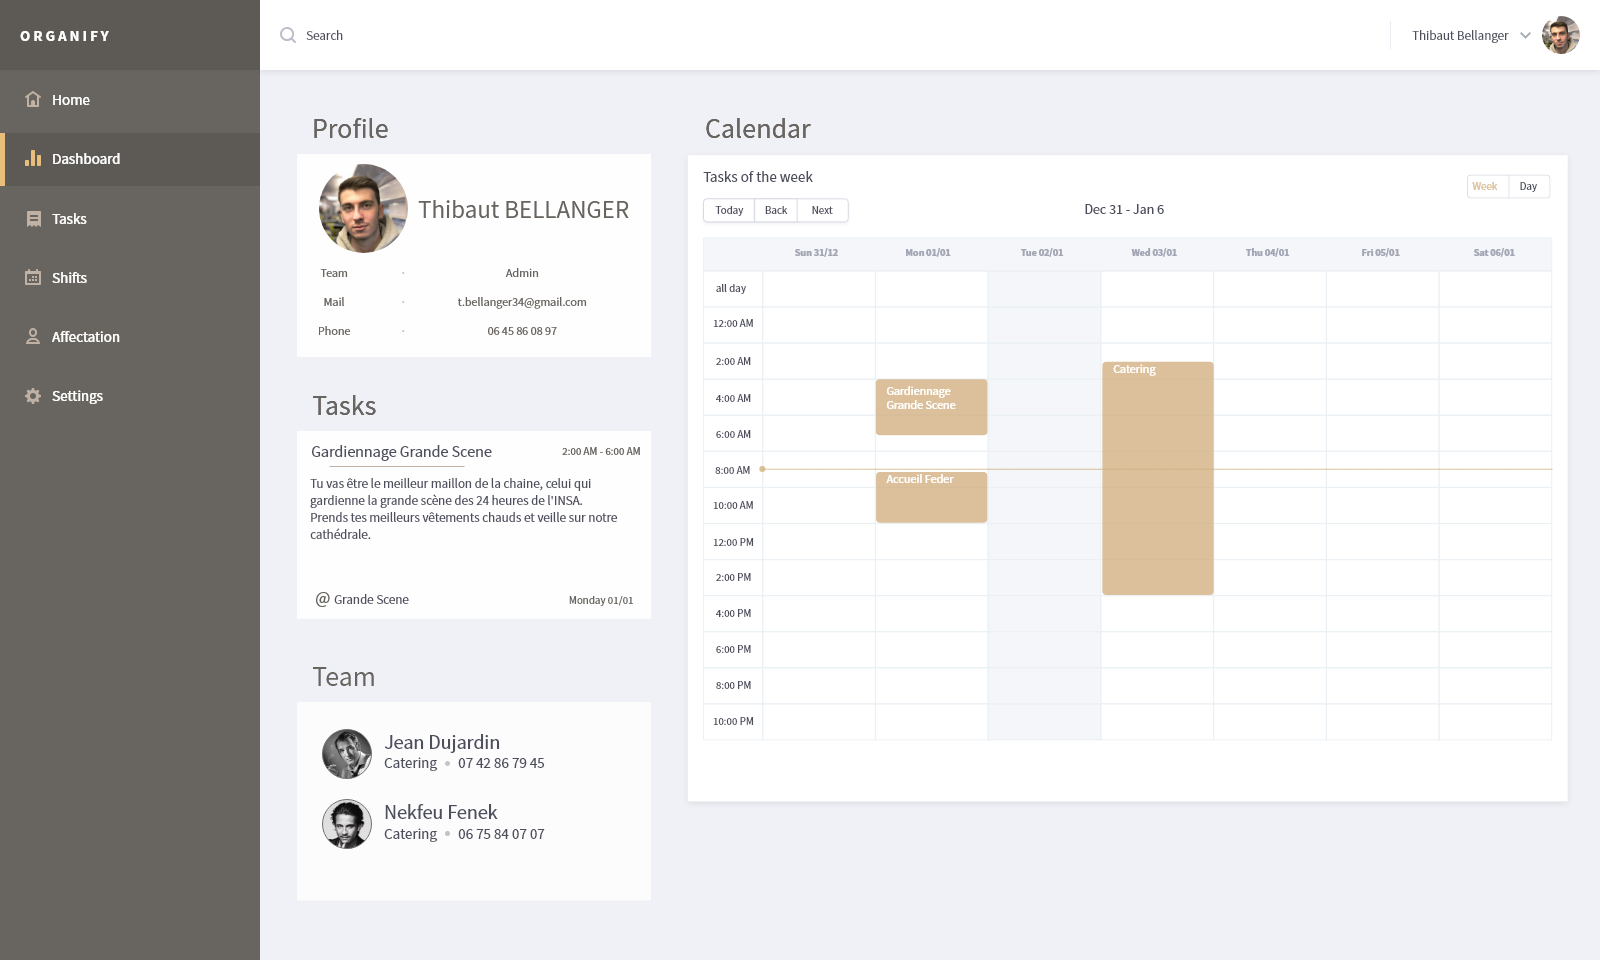 ORGANIFY
Search
Thibaut Bellanger
Home
Dashboard
Tasks
Shifts
Affectation
Settings
Profile
Thibaut BELLANGER
Team · Admin
Mail · t.bellanger34@gmail.com
Phone · 06 45 86 08 97
Tasks
Gardiennage Grande Scene 2:00 AM - 6:00 AM
Tu vas être le meilleur maillon de la chaine, celui qui
gardienne la grande scène des 24 heures de l'INSA.
Prends tes meilleurs vêtements chauds et veille sur notre
cathédrale.
@ Grande Scene Monday 01/01
Team
Jean Dujardin
Catering • 07 42 86 79 45
Nekfeu Fenek
Catering • 06 75 84 07 07
Calendar
Tasks of the week
Week Day
Today Back Next
Dec 31 - Jan 6
Sun 31/12 Mon 01/01 Tue 02/01 Wed 03/01 Thu 04/01 Fri 05/01 Sat 06/01
all day
12:00 AM
2:00 AM
Catering
4:00 AM
Gardiennage
Grande Scene
6:00 AM
8:00 AM
Accueil Feder
10:00 AM
12:00 PM
2:00 PM
4:00 PM
6:00 PM
8:00 PM
10:00 PM